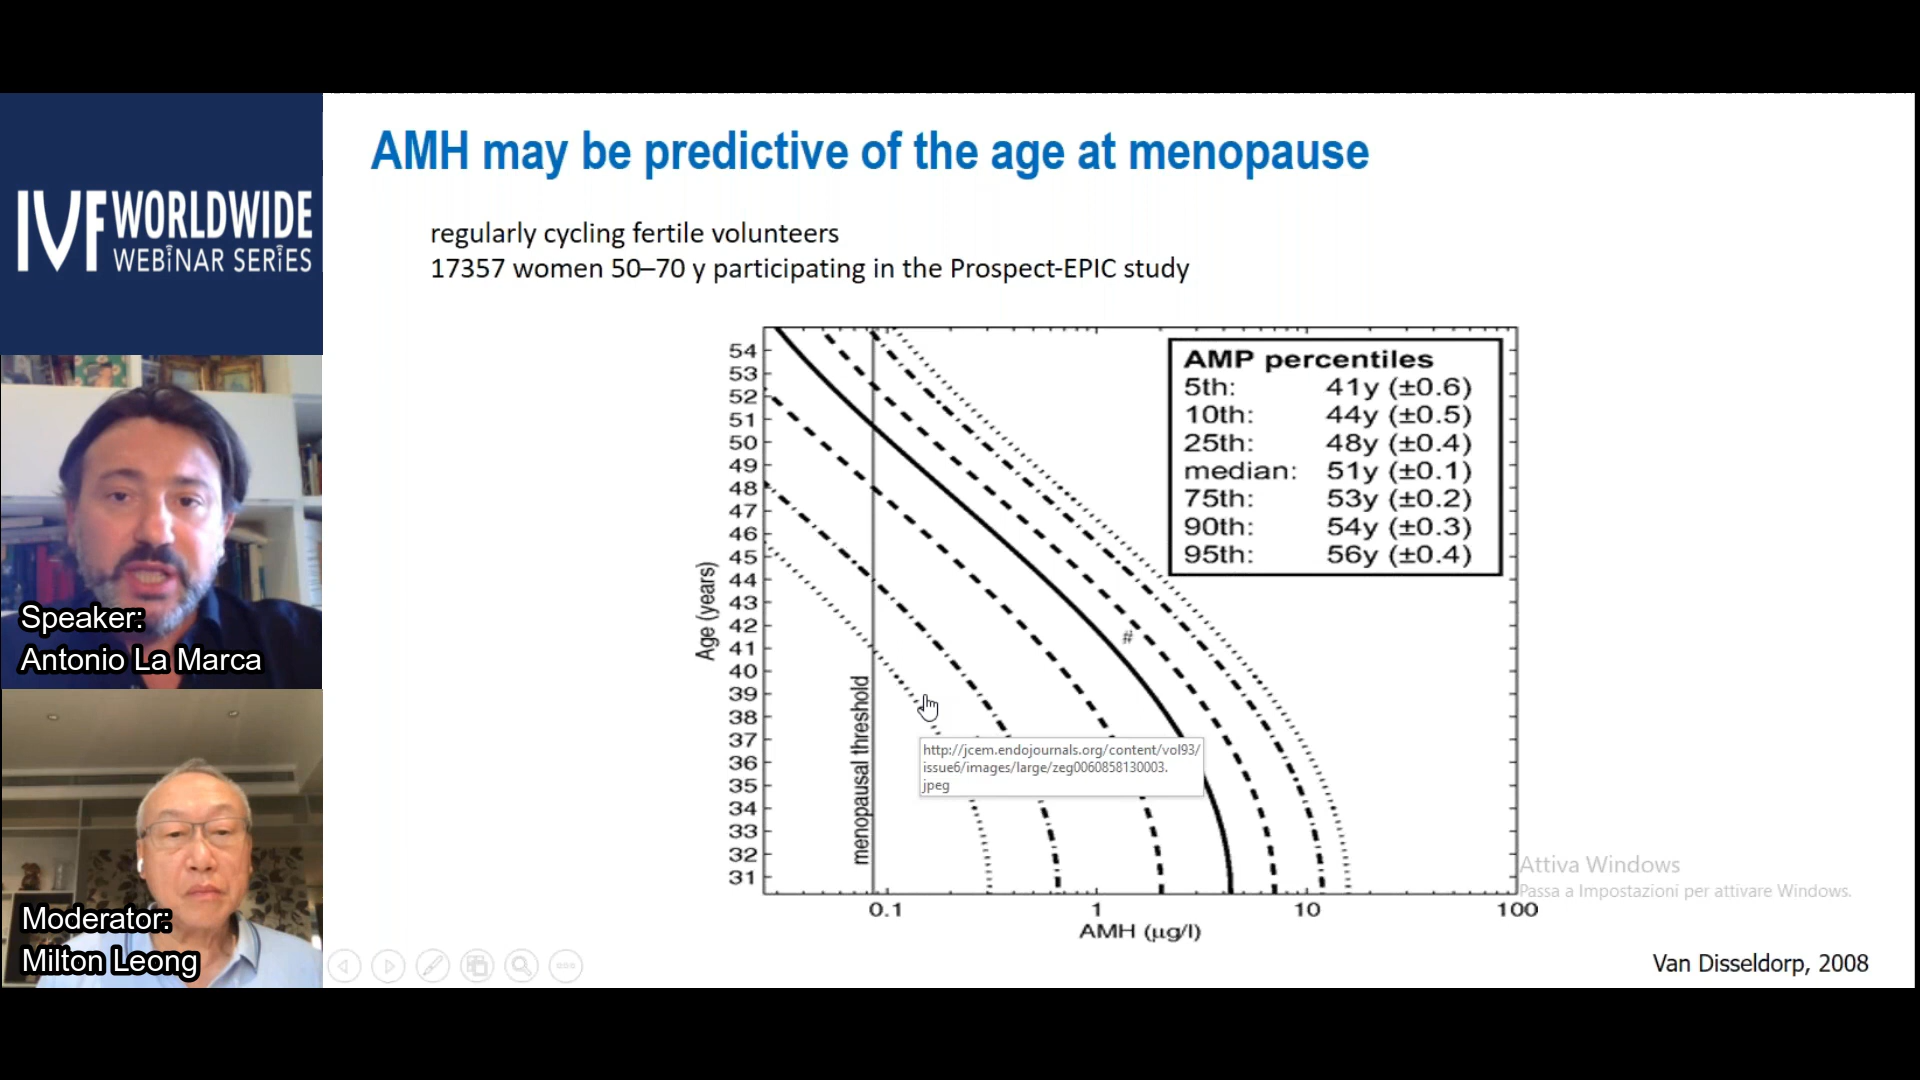 IVF WORLDWIDE
WEBINAR SERIES
Speaker:
Antonio La Marca
Moderator:
Milton Leong
AMH may be predictive of the age at menopause
regularly cycling fertile volunteers
17357 women 50–70 y participating in the Prospect-EPIC study
AMP percentiles
5th: 41y (±0.6)
10th: 44y (±0.5)
25th: 48y (±0.4)
median: 51y (±0.1)
75th: 53y (±0.2)
90th: 54y (±0.3)
95th: 56y (±0.4)
54
53
52
51
50
49
48
47
46
45
44
43
42
41
40
39
38
37
36
35
34
33
32
31
Age (years)
menopausal threshold
#
http://jcem.endojournals.org/content/vol93/
issue6/images/large/zeg0060858130003.
jpeg
0.1 1 10 100
AMH (µg/l)
Attiva Windows
Passa a Impostazioni per attivare Windows.
Van Disseldorp, 2008